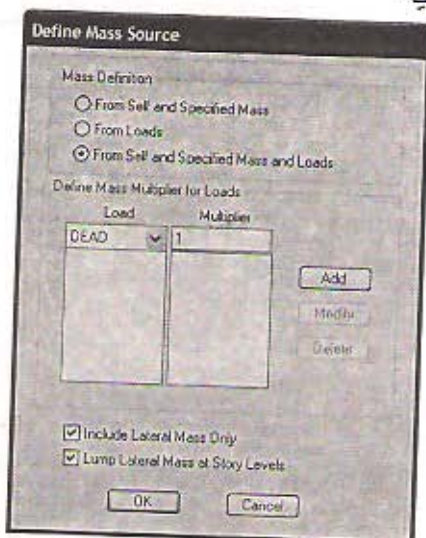 Define Mass Source
Mass Definition
From Self and Specified Mass
From Loads
From Self and Specified Mass and Loads
Define Mass Multiplier for Loads
Load Multiplier
DEAD 1
Add
Modify
Delete
Include Lateral Mass Only
Lump Lateral Mass at Story Levels
OK Cancel